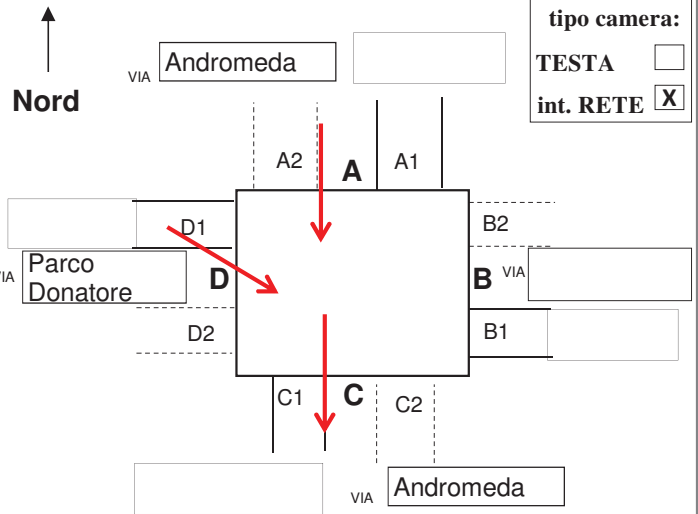 tipo camera:
TESTA
int. RETE X
Nord
VIA Andromeda
A2
A
A1
D1
B2
VIA Parco
Donatore
D
B
VIA
D2
B1
C1
C
C2
VIA Andromeda